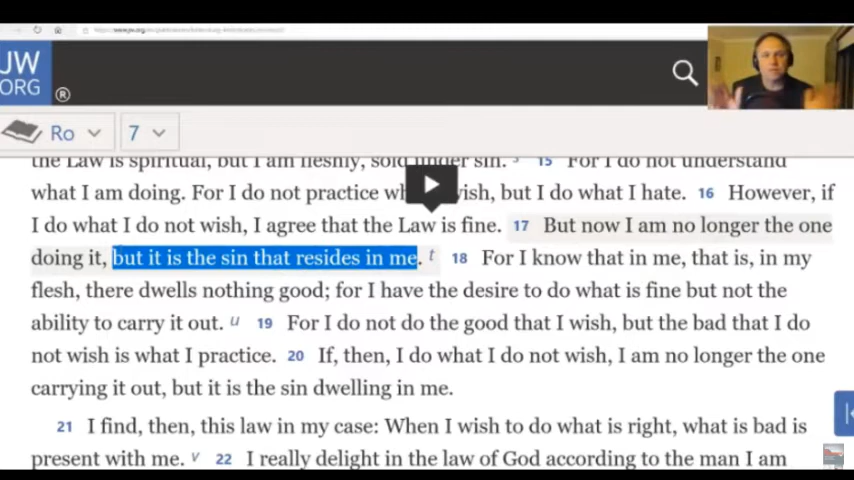 JW
ORG ®
Ro 7
the Law is spiritual, but I am fleshly, sold under sin. s 15 For I do not understand
what I am doing. For I do not practice wish, but I do what I hate. 16 However, if
I do what I do not wish, I agree that the Law is fine. 17 But now I am no longer the one
doing it, but it is the sin that resides in me. t 18 For I know that in me, that is, in my
flesh, there dwells nothing good; for I have the desire to do what is fine but not the
ability to carry it out. u 19 For I do not do the good that I wish, but the bad that I do
not wish is what I practice. 20 If, then, I do what I do not wish, I am no longer the one
carrying it out, but it is the sin dwelling in me.
21 I find, then, this law in my case: When I wish to do what is right, what is bad is
present with me. v 22 I really delight in the law of God according to the man I am